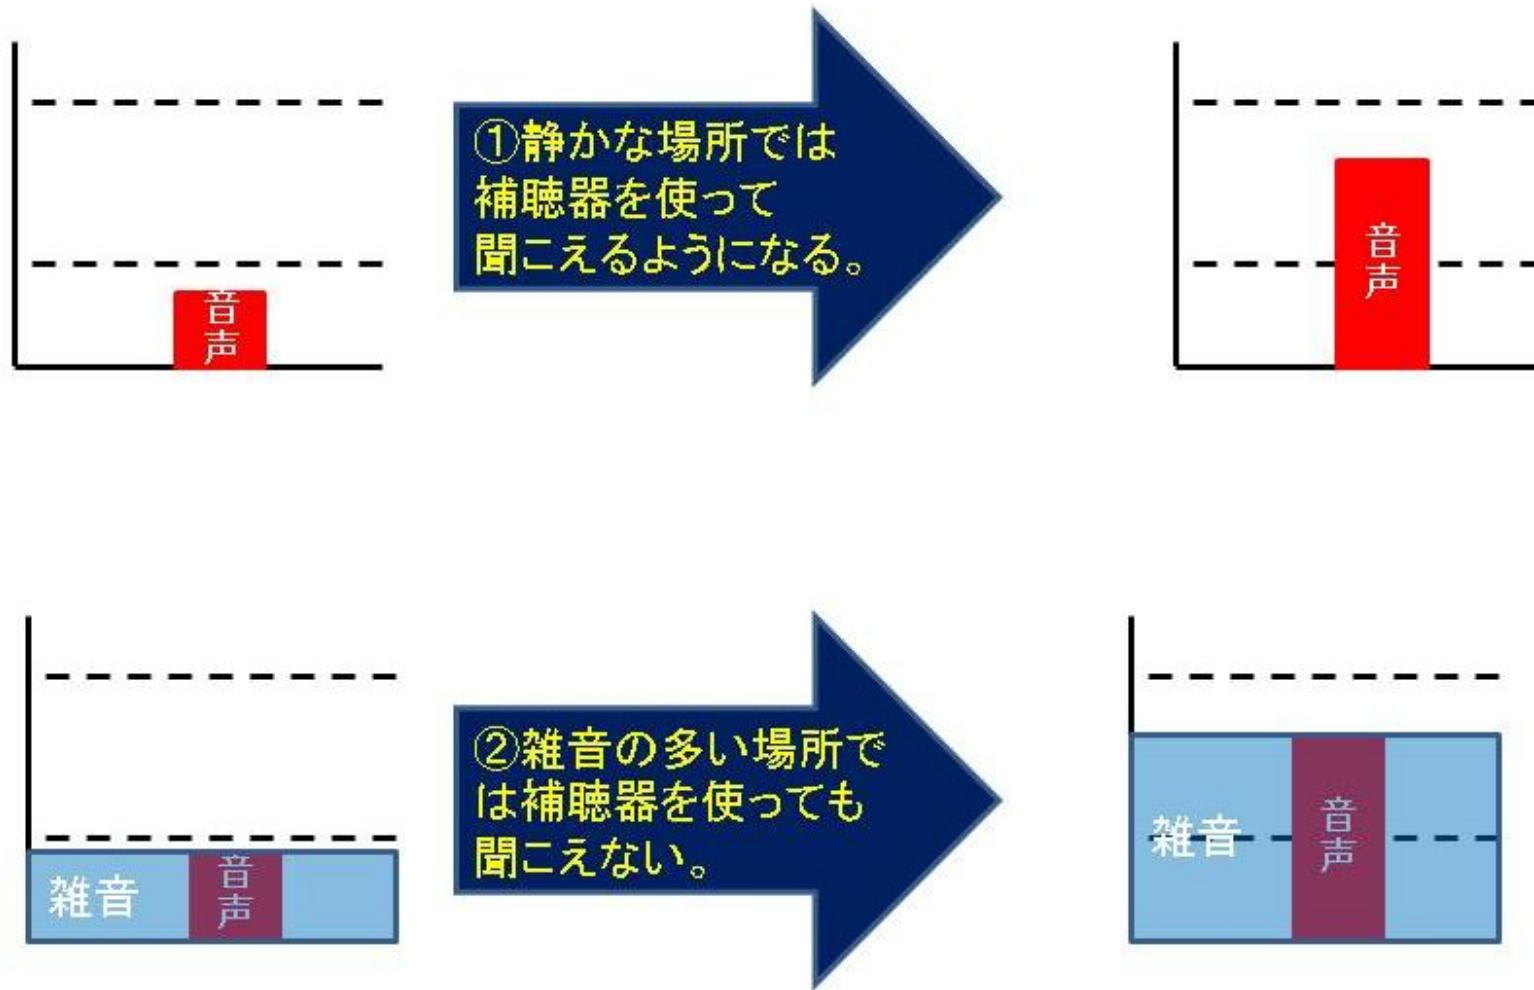 音声
①静かな場所では
補聴器を使って
聞こえるようになる。
音声
雑音
音声
②雑音の多い場所で
は補聴器を使っても
聞こえない。
雑音
音声